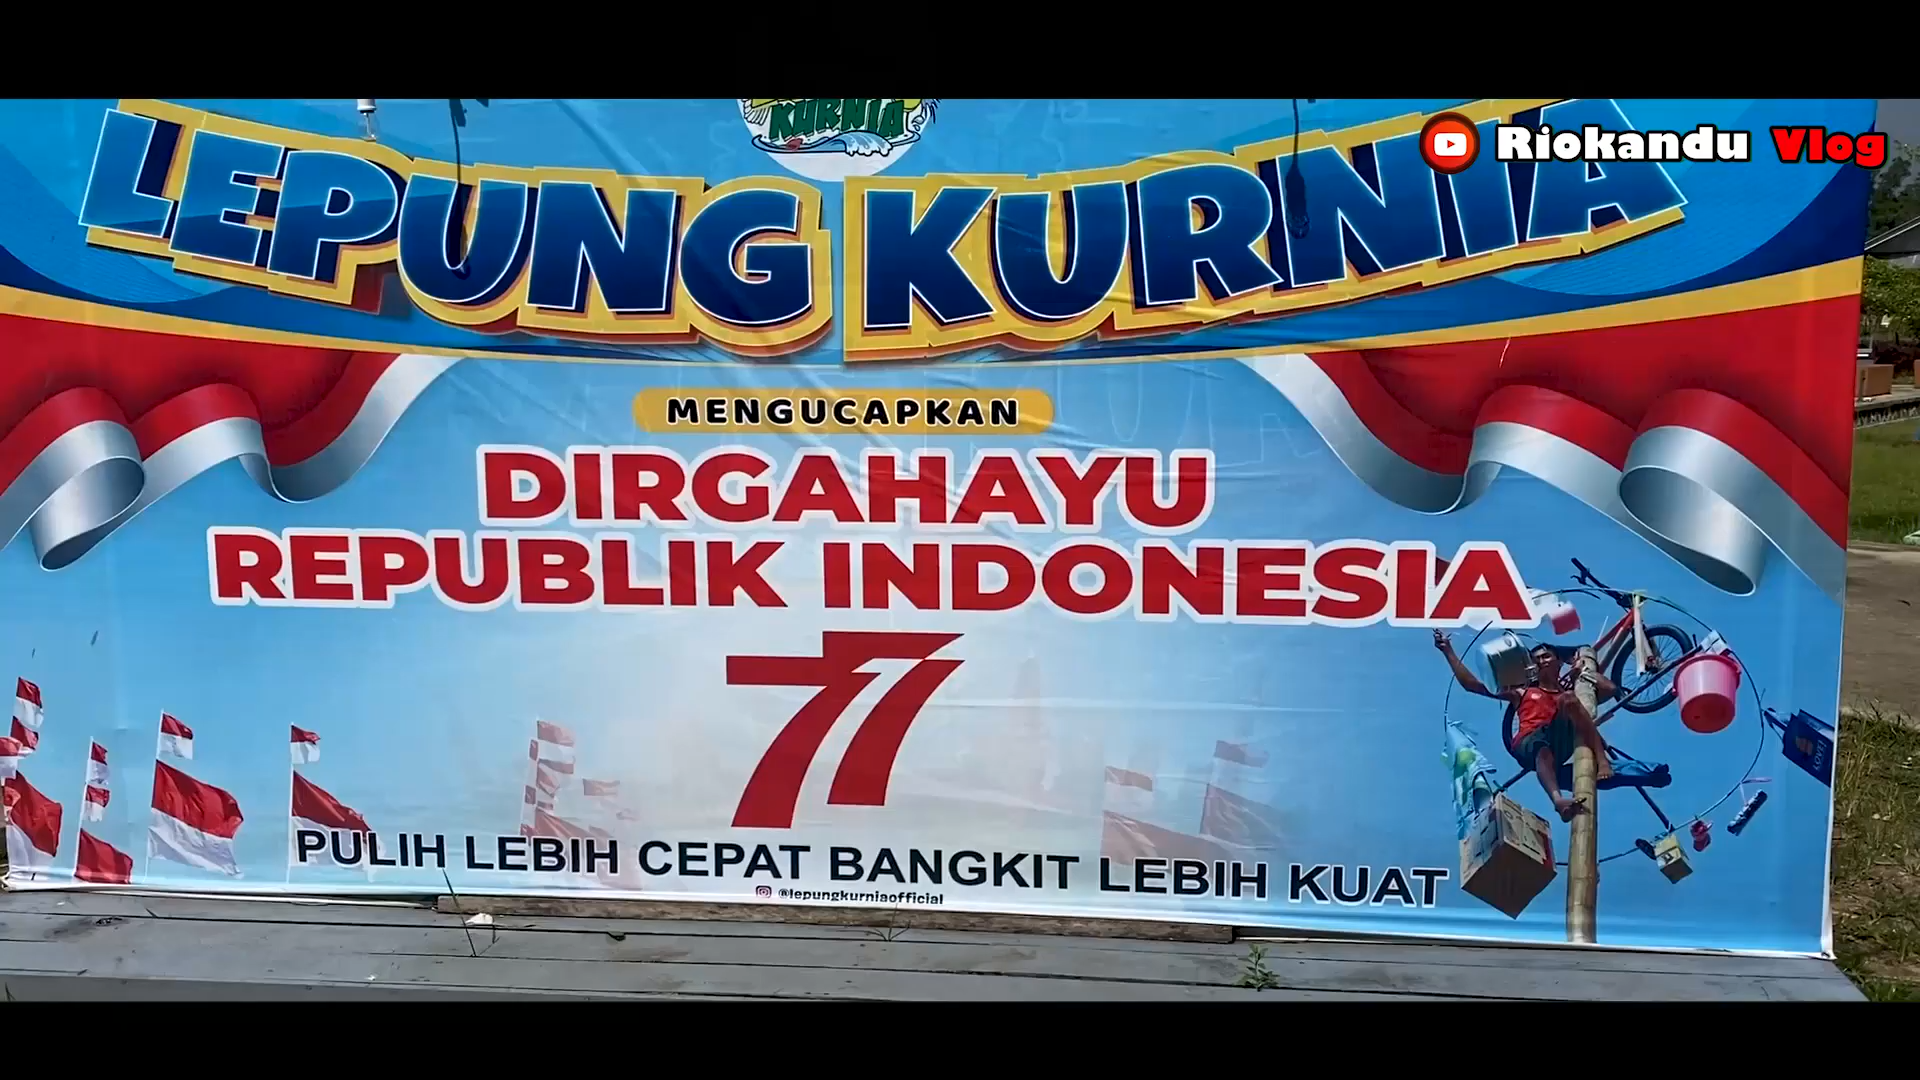 KURNIA
Riokandu Vlog
LEPUNG KURNIA
MENGUCAPKAN
DIRGAHAYU
REPUBLIK INDONESIA
77
PULIH LEBIH CEPAT BANGKIT LEBIH KUAT
@lepungkurniaofficial